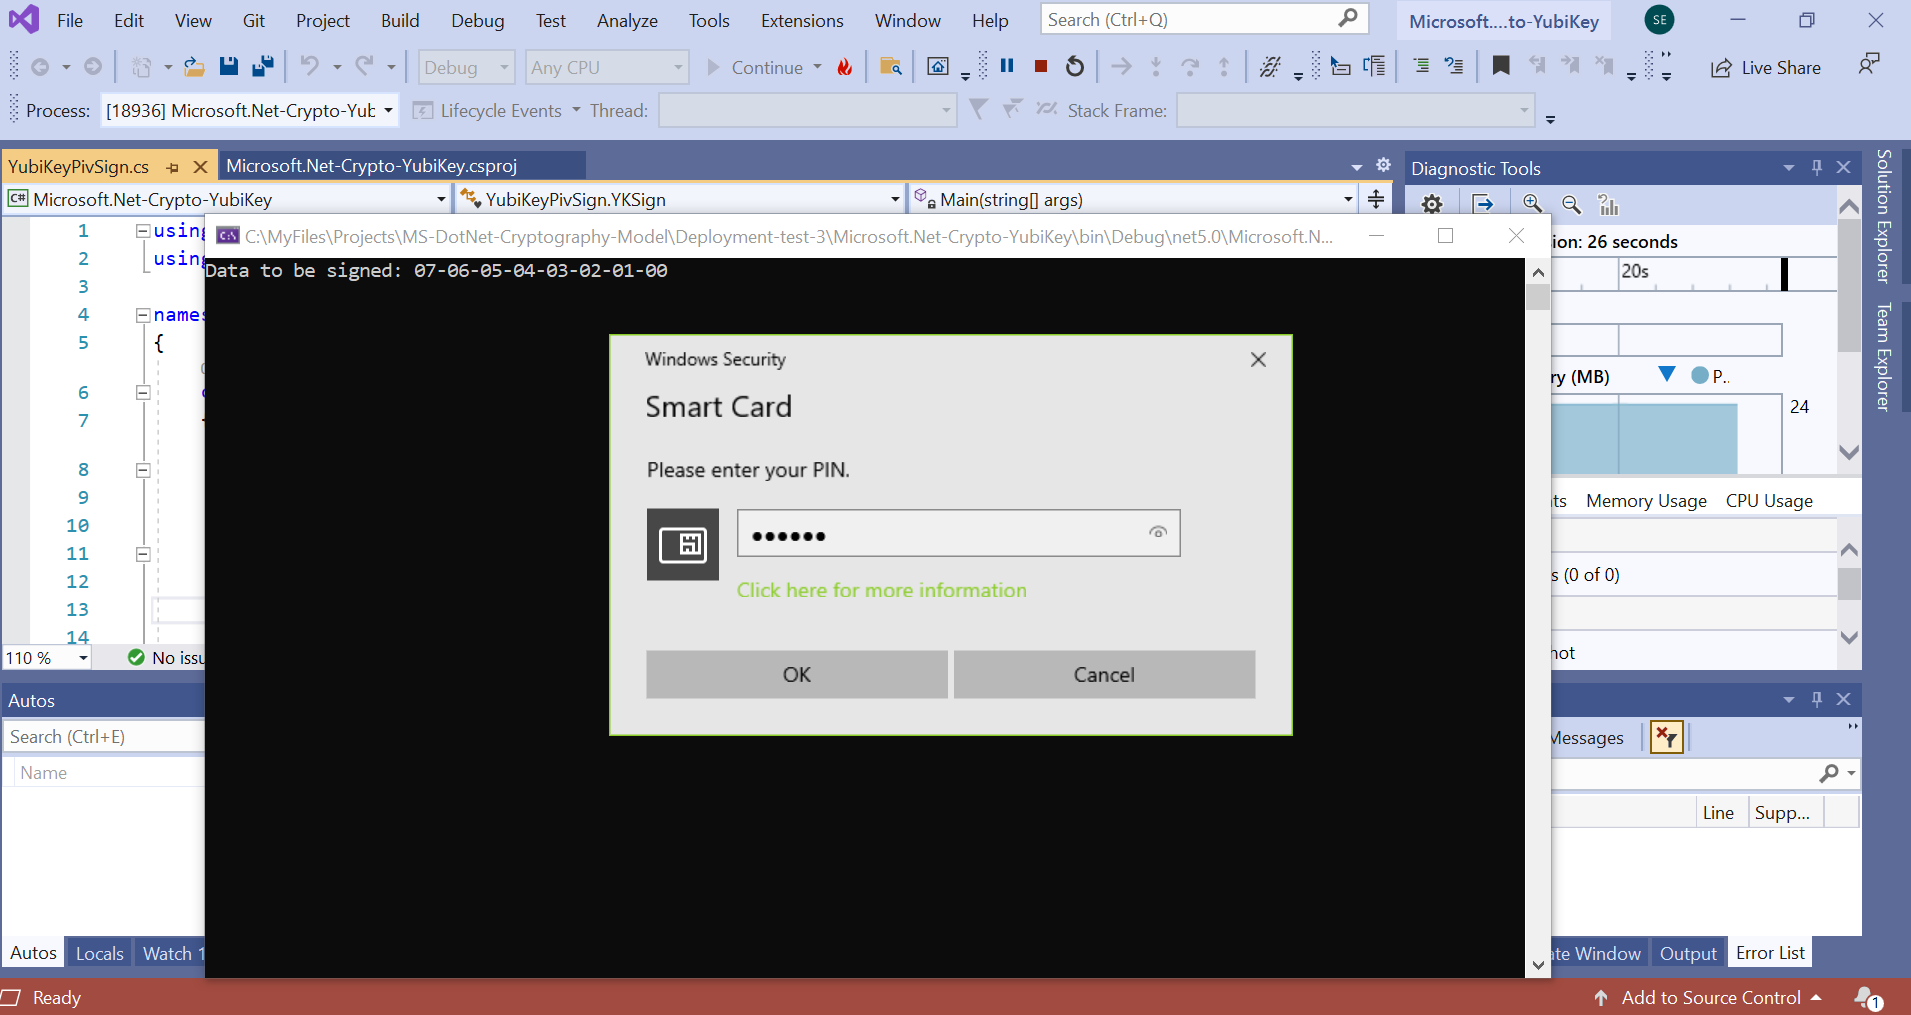 File Edit View Git Project Build Debug Test Analyze Tools Extensions Window Help Search (Ctrl+Q) Microsoft....to-YubiKey SE
Debug Any CPU Continue Live Share
Process: [18936] Microsoft.Net-Crypto-Yuk Lifecycle Events Thread: Stack Frame:
YubiKeyPivSign.cs Microsoft.Net-Crypto-YubiKey.csproj
C# Microsoft.Net-Crypto-YubiKey YubiKeyPivSign.YKSign Main(string[] args)
1 using
2 using
3
4 names
5 {
6
7
8
9
10
11
12
13
14
110 % No issu
C:\MyFiles\Projects\MS-DotNet-Cryptography-Model\Deployment-test-3\Microsoft.Net-Crypto-YubiKey\bin\Debug\net5.0\Microsoft.N...
Data to be signed: 07-06-05-04-03-02-01-00
Windows Security
Smart Card
Please enter your PIN.
Click here for more information
OK Cancel
Diagnostic Tools
sion: 26 seconds
20s
ry (MB) P..
24
ts Memory Usage CPU Usage
s (0 of 0)
hot
Solution Explorer
Team Explorer
Autos
Search (Ctrl+E)
Name
Autos Locals Watch 1
Messages
Line Supp...
ate Window Output Error List
Ready Add to Source Control 1